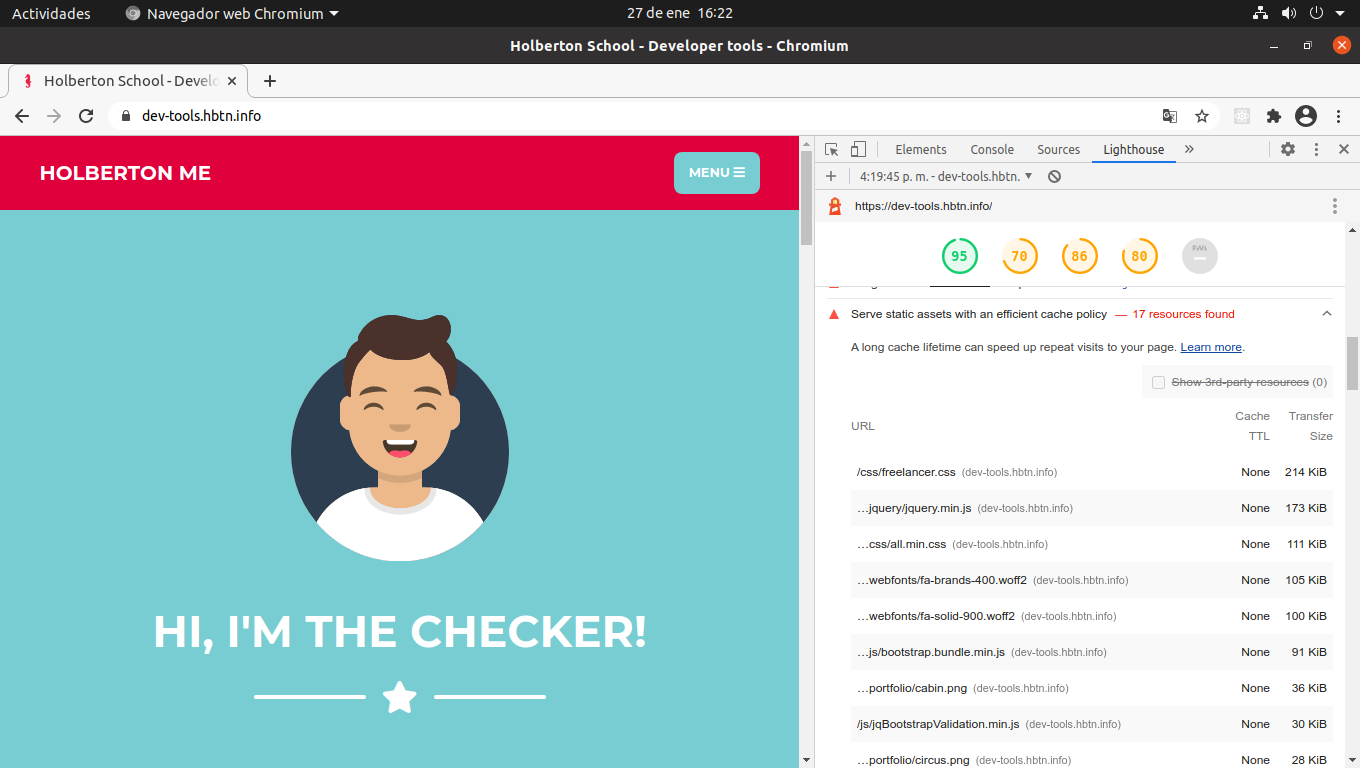 Actividades
Navegador web Chromium
27 de ene 16:22
Holberton School - Developer tools - Chromium
Holberton School - Develo
dev-tools.hbtn.info
HOLBERTON ME
MENU
HI, I'M THE CHECKER!
Elements Console Sources Lighthouse »
4:19:45 p. m. - dev-tools.hbtn.
https://dev-tools.hbtn.info/
95 70 86 80
Serve static assets with an efficient cache policy — 17 resources found
A long cache lifetime can speed up repeat visits to your page. Learn more.
Show 3rd-party resources (0)
URL Cache TTL Transfer Size
/css/freelancer.css (dev-tools.hbtn.info) None 214 KiB
…jquery/jquery.min.js (dev-tools.hbtn.info) None 173 KiB
…css/all.min.css (dev-tools.hbtn.info) None 111 KiB
…webfonts/fa-brands-400.woff2 (dev-tools.hbtn.info) None 105 KiB
…webfonts/fa-solid-900.woff2 (dev-tools.hbtn.info) None 100 KiB
…js/bootstrap.bundle.min.js (dev-tools.hbtn.info) None 91 KiB
…portfolio/cabin.png (dev-tools.hbtn.info) None 36 KiB
/js/jqBootstrapValidation.min.js (dev-tools.hbtn.info) None 30 KiB
…portfolio/circus.png (dev-tools.hbtn.info) None 28 KiB